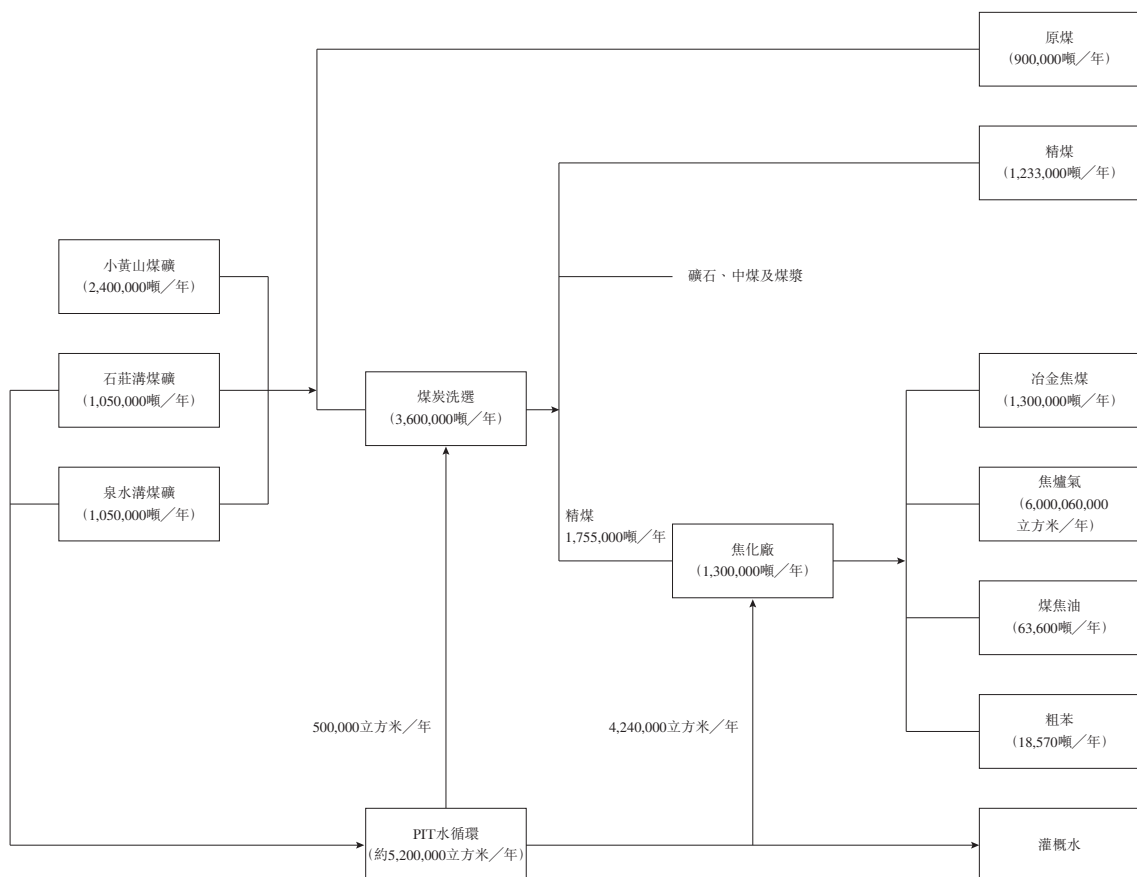 原煤
(900,000噸／年)
精煤
(1,233,000噸／年)
小黃山煤礦
(2,400,000噸／年)
礦石、中煤及煤漿
石莊溝煤礦
(1,050,000噸／年)
煤炭洗選
(3,600,000噸／年)
冶金焦煤
(1,300,000噸／年)
泉水溝煤礦
(1,050,000噸／年)
焦爐氣
(6,000,060,000
立方米／年)
精煤
1,755,000噸／年
焦化廠
(1,300,000噸／年)
煤焦油
(63,600噸／年)
粗苯
(18,570噸／年)
500,000立方米／年
4,240,000立方米／年
PIT水循環
(約5,200,000立方米／年)
灌概水